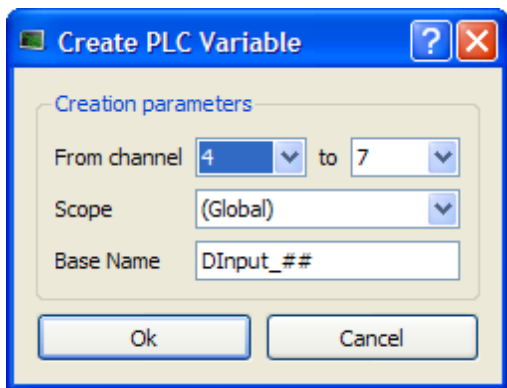 Create PLC Variable
Creation parameters
From channel 4 to 7
Scope (Global)
Base Name DInput_##
Ok Cancel